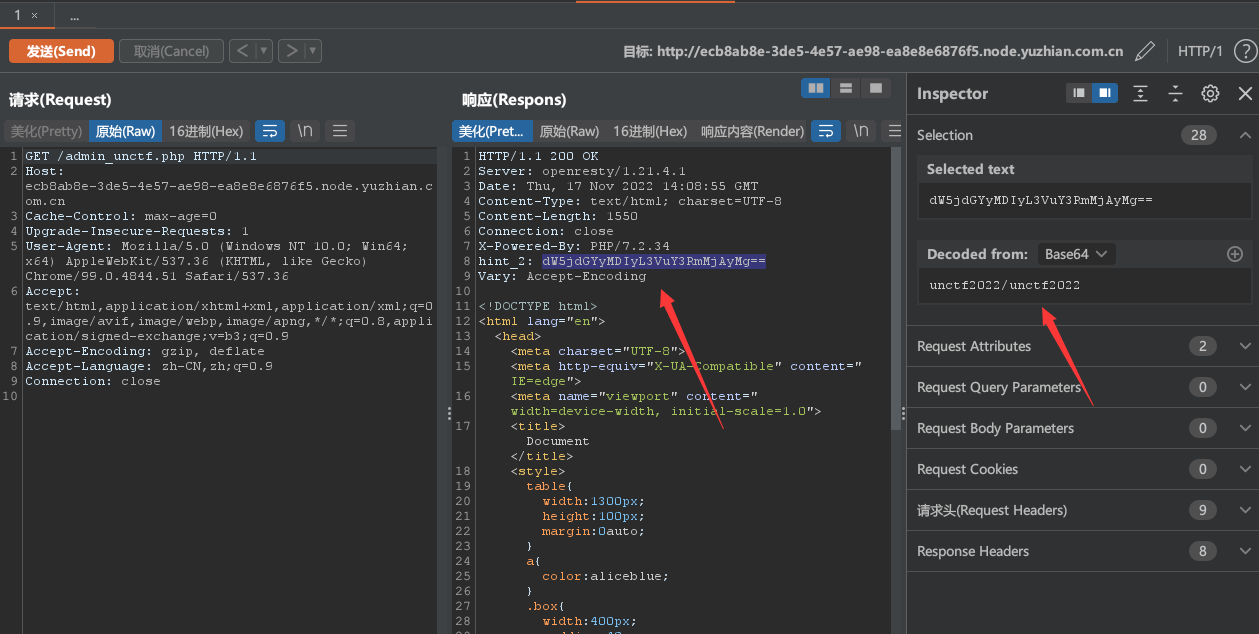 1 × ...
发送(Send) 取消(Cancel) < ▼ > ▼ 目标: http://ecb8ab8e-3de5-4e57-ae98-ea8e8e6876f5.node.yuzhian.com.cn HTTP/1 ?
请求(Request)
美化(Pretty) 原始(Raw) 16进制(Hex) \n
1 GET /admin_unctf.php HTTP/1.1
2 Host:
ecb8ab8e-3de5-4e57-ae98-ea8e8e6876f5.node.yuzhian.c
om.cn
3 Cache-Control: max-age=0
4 Upgrade-Insecure-Requests: 1
5 User-Agent: Mozilla/5.0 (Windows NT 10.0; Win64;
x64) AppleWebKit/537.36 (KHTML, like Gecko)
Chrome/99.0.4844.51 Safari/537.36
6 Accept:
text/html,application/xhtml+xml,application/xml;q=0
.9,image/avif,image/webp,image/apng,*/*;q=0.8,appli
cation/signed-exchange;v=b3;q=0.9
7 Accept-Encoding: gzip, deflate
8 Accept-Language: zh-CN,zh;q=0.9
9 Connection: close
10
响应(Respons)
美化(Pret... 原始(Raw) 16进制(Hex) 响应内容(Render) \n
1 HTTP/1.1 200 OK
2 Server: openresty/1.21.4.1
3 Date: Thu, 17 Nov 2022 14:08:55 GMT
4 Content-Type: text/html; charset=UTF-8
5 Content-Length: 1550
6 Connection: close
7 X-Powered-By: PHP/7.2.34
8 hint_2: dW5jdGYyMDIyL3VuY3RmMjAyMg==
9 Vary: Accept-Encoding
10
11 <!DOCTYPE html>
12 <html lang="en">
13 <head>
14 <meta charset="UTF-8">
15 <meta http-equiv="X-UA-Compatible" content="
IE=edge">
16 <meta name="viewport" content="
width=device-width, initial-scale=1.0">
17 <title>
Document
</title>
18 <style>
19 table{
20 width:1300px;
21 height:100px;
22 margin:0auto;
23 }
24 a{
25 color:aliceblue;
26 }
27 .box{
28 width:400px;
Inspector
Selection 28
Selected text
dW5jdGYyMDIyL3VuY3RmMjAyMg==
Decoded from: Base64
unctf2022/unctf2022
Request Attributes 2
Request Query Parameters 0
Request Body Parameters 0
Request Cookies 0
请求头(Request Headers) 9
Response Headers 8